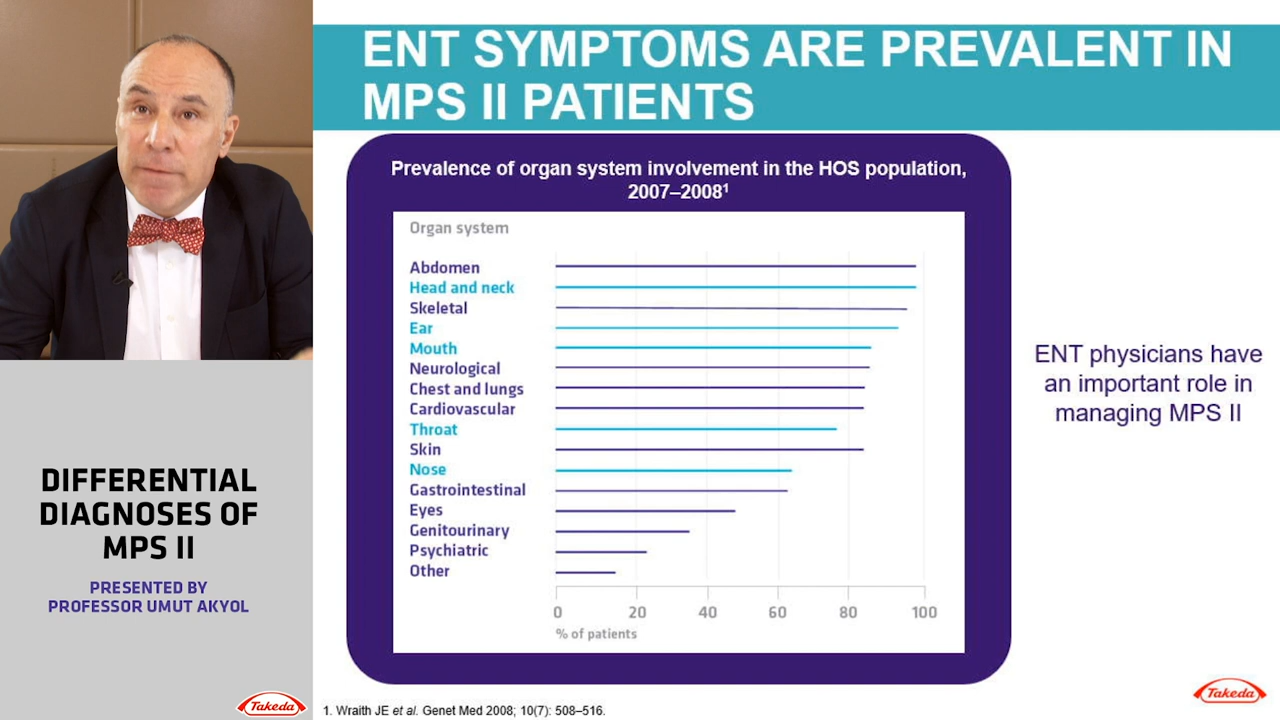 ENT SYMPTOMS ARE PREVALENT IN
MPS II PATIENTS
Prevalence of organ system involvement in the HOS population,
2007–2008¹
Organ system
Abdomen
Head and neck
Skeletal
Ear
Mouth
Neurological
Chest and lungs
Cardiovascular
Throat
Skin
Nose
Gastrointestinal
Eyes
Genitourinary
Psychiatric
Other
0 20 40 60 80 100
% of patients
ENT physicians have
an important role in
managing MPS II
DIFFERENTIAL
DIAGNOSES OF
MPS II
PRESENTED BY
PROFESSOR UMUT AKYOL
Takeda
1. Wraith JE et al. Genet Med 2008; 10(7): 508–516.
Takeda